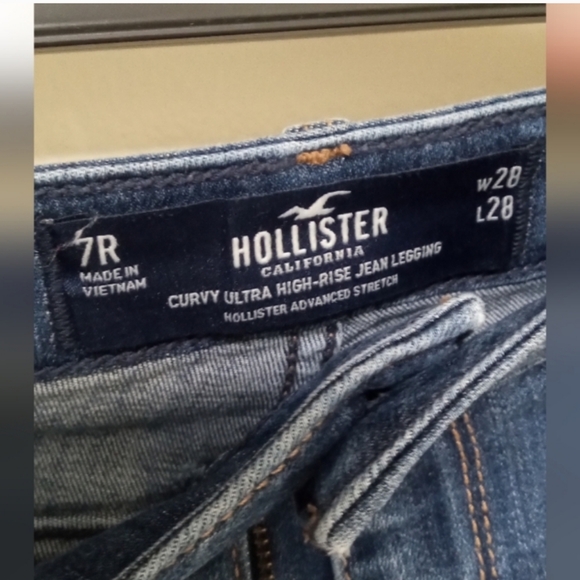 7R
MADE IN
VIETNAM
HOLLISTER
CALIFORNIA
CURVY ULTRA HIGH-RISE JEAN LEGGING
HOLLISTER ADVANCED STRETCH
W28
L28